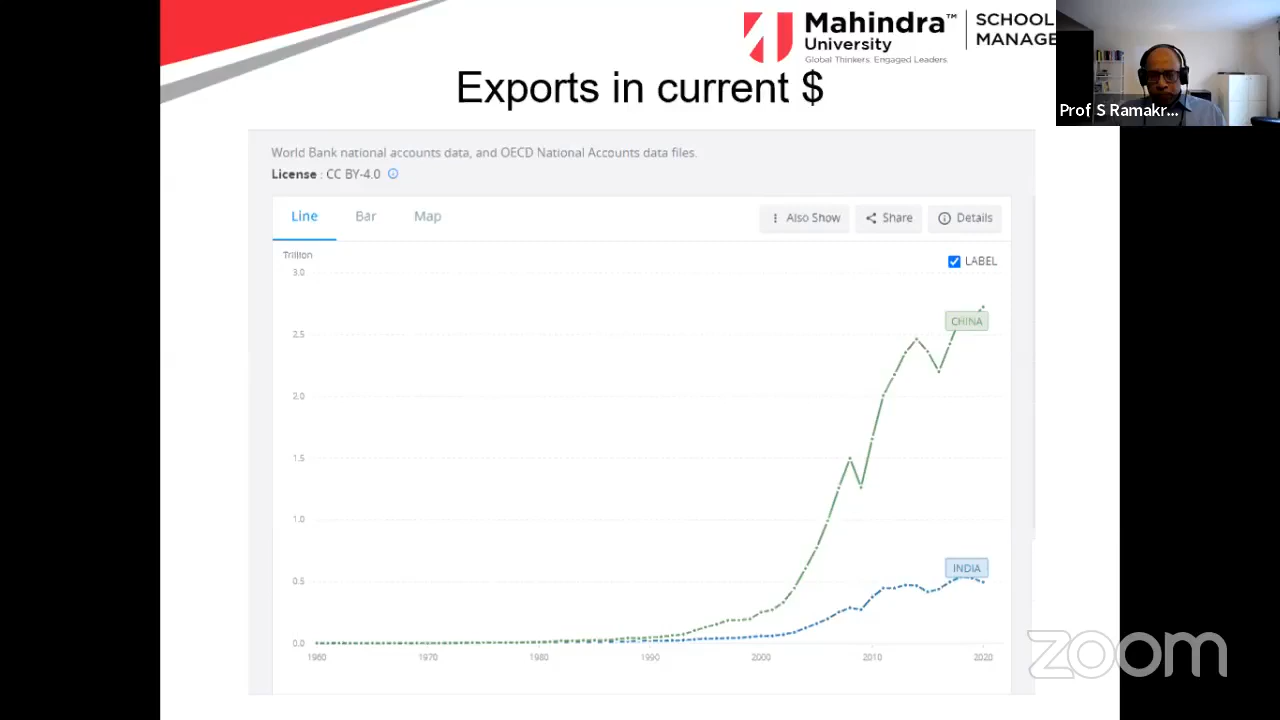 Mahindra™
University
Global Thinkers. Engaged Leaders.
SCHOOL
MANAGE
Exports in current $
Prof S Ramakr...
World Bank national accounts data, and OECD National Accounts data files.
License : CC BY-4.0
Line Bar Map Also Show Share Details
Trillion
LABEL
3.0
CHINA
2.5
2.0
1.5
1.0
INDIA
0.5
0.0
1960 1970 1980 1990 2000 2010 2020
zoom